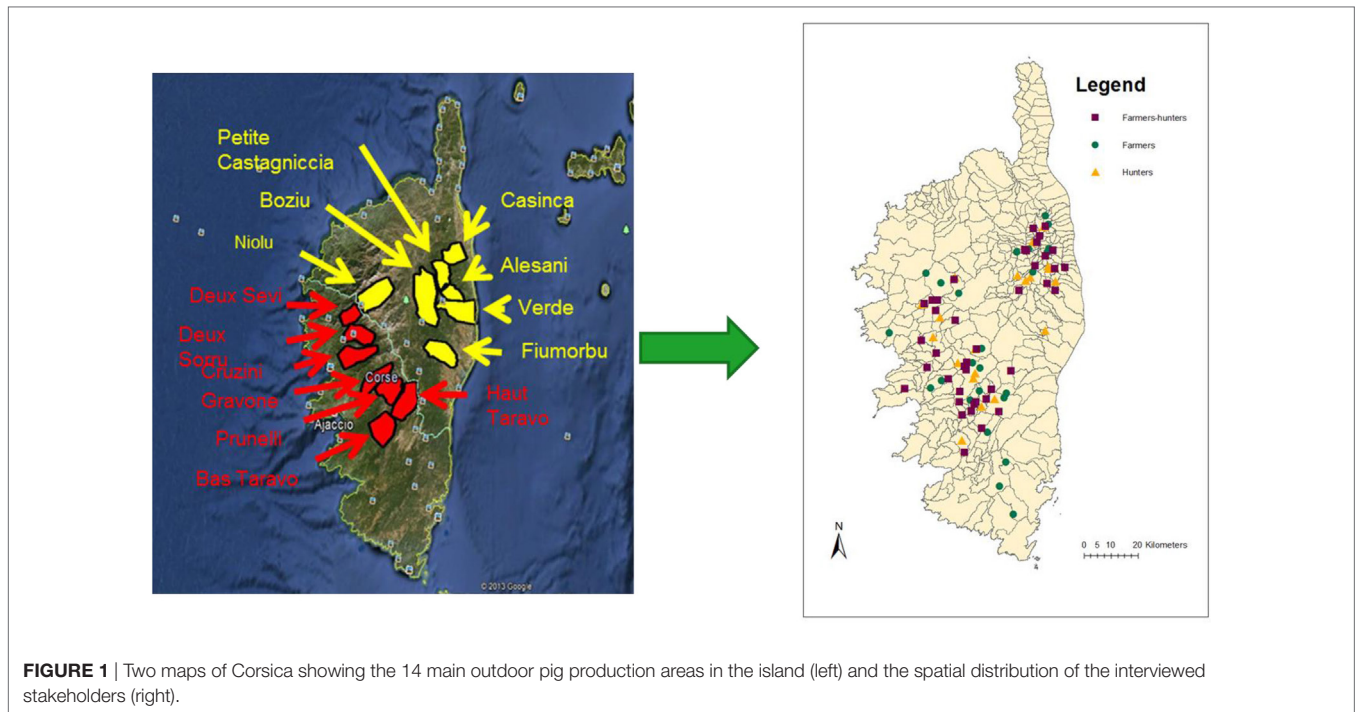 Petite
Castagniccia
Boziu
Niolu
Casinca
Alesani
Verde
Fiumorbu
Deux Sevi
Deux
Sorru
Cruzini
Gravone
Prunelli
Bas Taravo
Corse
Ajaccio
Haut
Taravo
© 2013 Google
Legend
Farmers-hunters
Farmers
Hunters
N
0 5 10 20 Kilometers
FIGURE 1 | Two maps of Corsica showing the 14 main outdoor pig production areas in the island (left) and the spatial distribution of the interviewed
stakeholders (right).